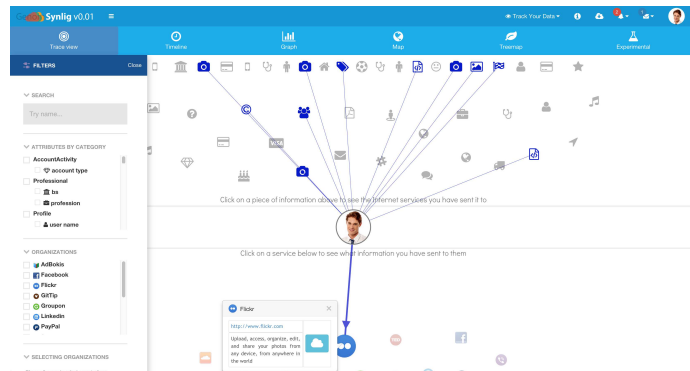 GenomSynlig v0.01
Track Your Data
Trace view
Timeline
Graph
Map
Treemap
Experimental
FILTERS
Close
SEARCH
Try name...
ATTRIBUTES BY CATEGORY
AccountActivity
account type
Professional
bs
profession
Profile
user name
ORGANIZATIONS
AdBokis
Facebook
Flickr
GitTip
Groupon
Linkedin
PayPal
SELECTING ORGANIZATIONS
VISA
Click on a piece of information above to see the Internet services you have sent it to
Click on a service below to see what information you have sent to them
Flickr
http://www.flickr.com
Upload, access, organize, edit,
and share your photos from
any device, from anywhere in
the world